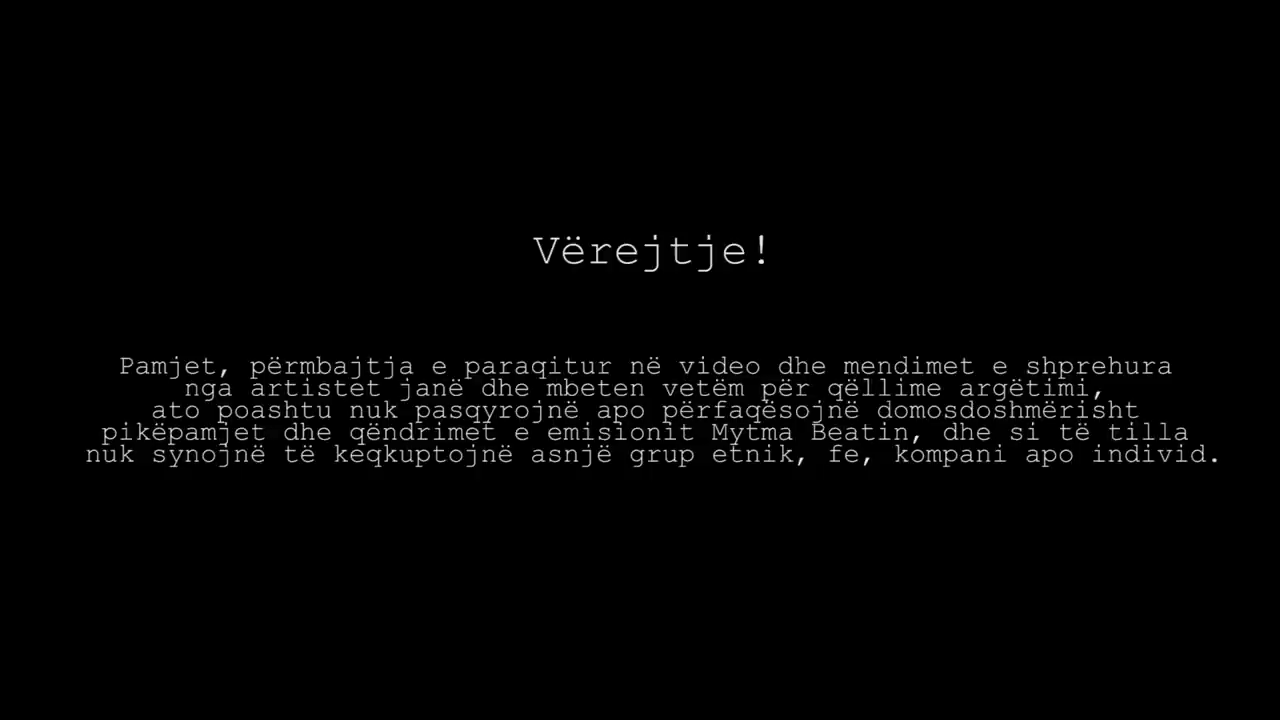 Vërejtje!
Pamjet, përmbajtja e paraqitur në video dhe mendimet e shprehura
nga artistët janë dhe mbeten vetëm për qëllime argëtimi,
ato poashtu nuk pasqyrojnë apo përfaqësojnë domosdoshmërisht
pikëpamjet dhe qëndrimet e emisionit Mytma Beatin, dhe si të tilla
nuk synojnë të keqkuptojnë asnjë grup etnik, fe, kompani apo individ.